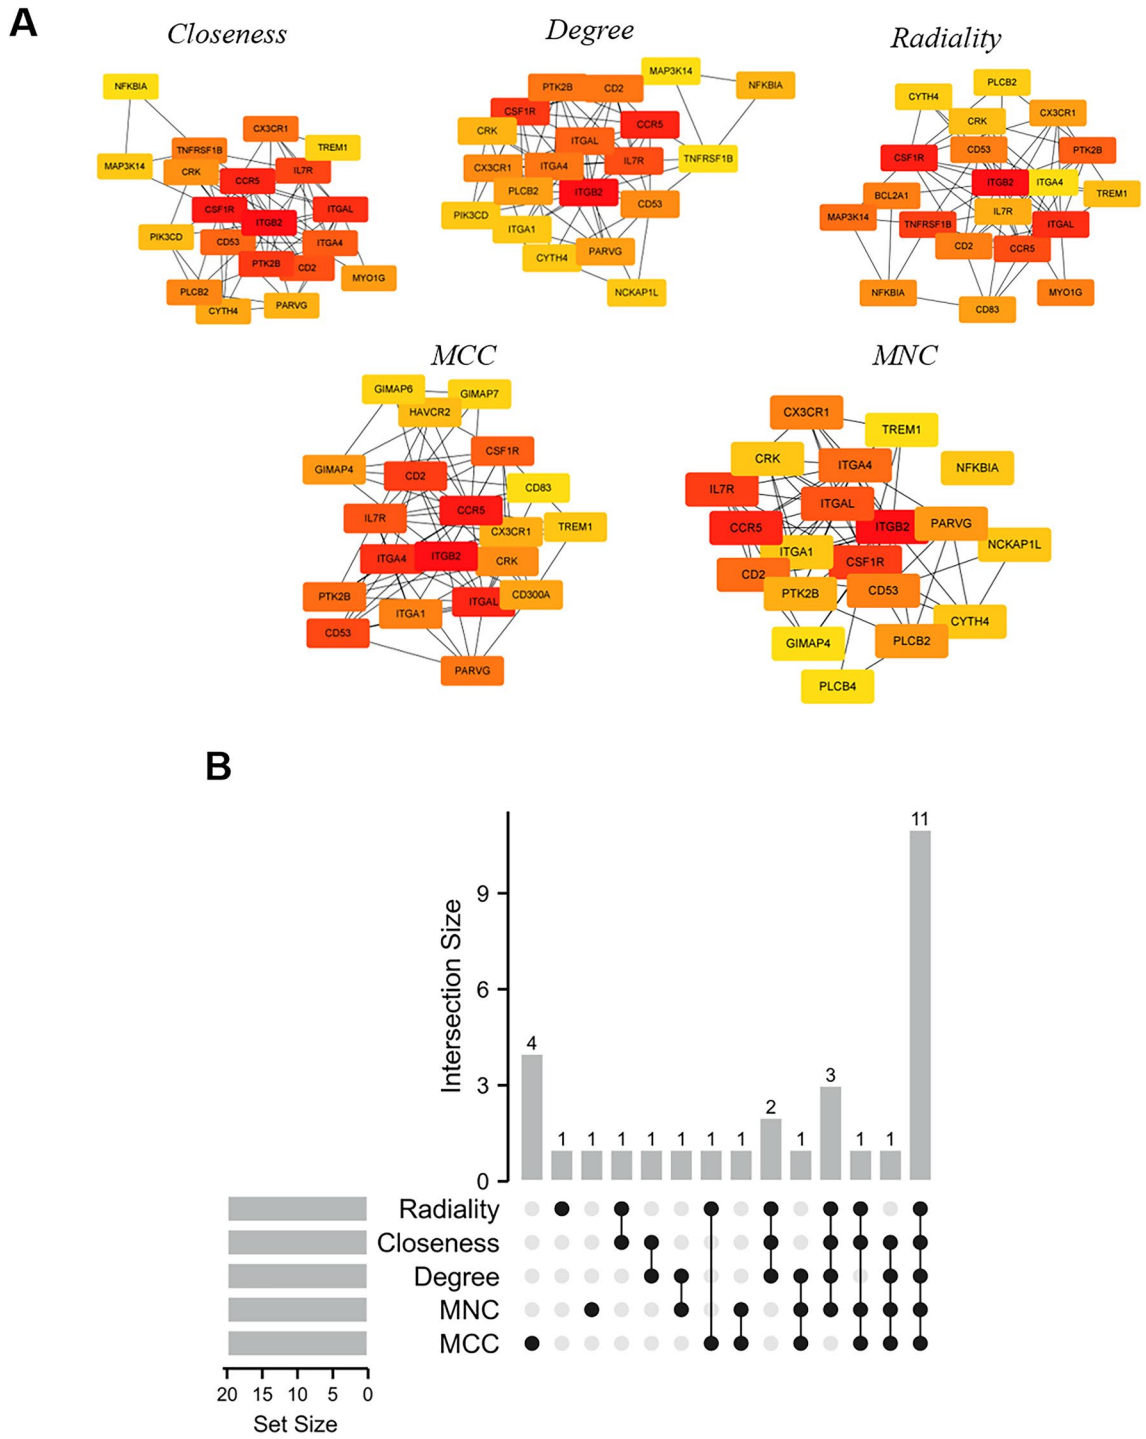 A
Closeness
NFKBIA
CX3CR1
TNFRSF1B
TREM1
MAP3K14
CRK
IL7R
CCR5
CSF1R
ITGAL
ITGB2
PIK3CD
CD53
ITGA4
PTK2B
CD2
MYO1G
PLCB2
CYTH4
PARVG
Degree
MAP3K14
PTK2B
CD2
NFKBIA
CSF1R
CCR5
CRK
ITGAL
CX3CR1
ITGA4
IL7R
TNFRSF1B
PLCB2
ITGB2
CD53
PIK3CD
ITGA1
CYTH4
PARVG
NCKAP1L
Radiality
PLCB2
CYTH4
CRK
CX3CR1
CD53
PTK2B
CSF1R
ITGB2
ITGA4
TREM1
BCL2A1
MAP3K14
TNFRSF1B
IL7R
ITGAL
CD2
CCR5
NFKBIA
MYO1G
CD83
MCC
GIMAP6
GIMAP7
HAVCR2
CSF1R
GIMAP4
CD2
CD83
CCR5
IL7R
CX3CR1
TREM1
ITGA4
ITGB2
CRK
PTK2B
ITGAL
CD300A
ITGA1
CD53
PARVG
MNC
CX3CR1
TREM1
CRK
ITGA4
NFKBIA
IL7R
ITGAL
CCR5
ITGB2
PARVG
ITGA1
NCKAP1L
CD2
CSF1R
PTK2B
CD53
CYTH4
GIMAP4
PLCB2
PLCB4
B
Intersection Size
9
6
3
0
4
1
1
1
1
1
1
1
2
1
3
1
1
11
Radiality
Closeness
Degree
MNC
MCC
20 15 10 5 0
Set Size